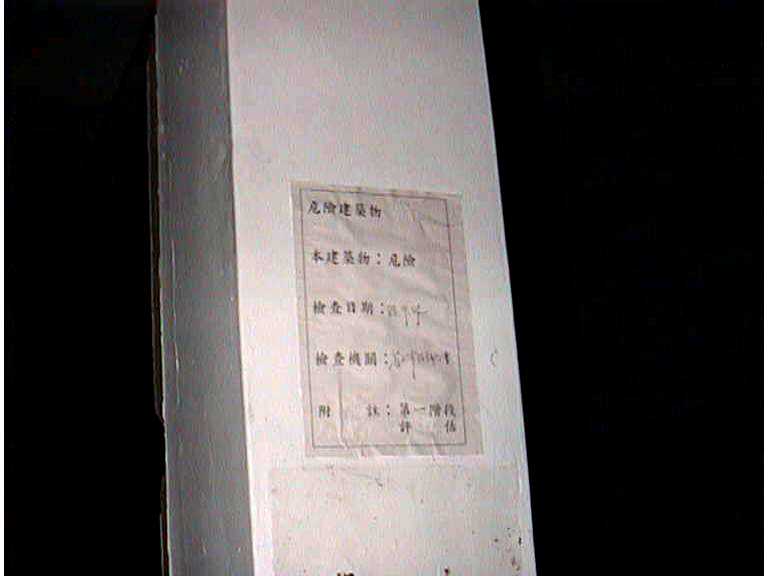 危險建築物
本建築物：危險
檢查日期：
檢查機關：
附註：第一階段
評估